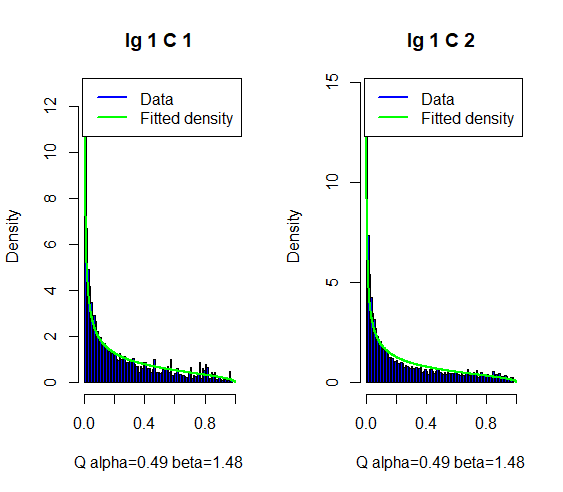 lg 1 C 1
Data
Fitted density
Density
12
10
8
6
4
2
0
0.0 0.4 0.8
Q alpha=0.49 beta=1.48
lg 1 C 2
Data
Fitted density
Density
15
10
5
0
0.0 0.4 0.8
Q alpha=0.49 beta=1.48